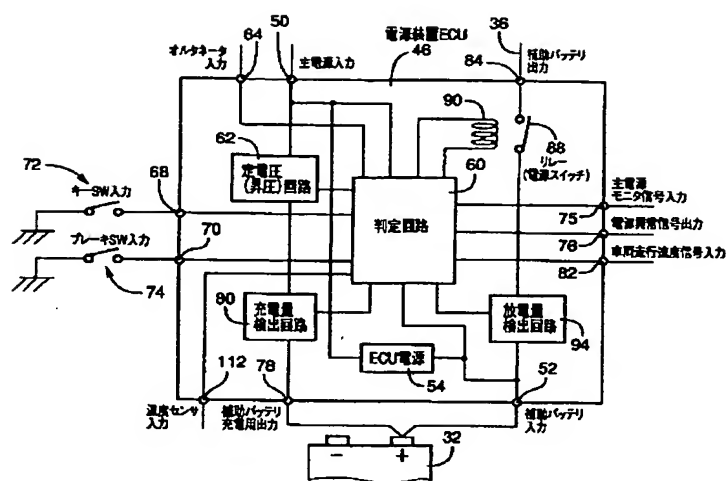 オルタネータ
入力
64
50
主電源入力
電源装置ECU
46
36
補助バッテリ
出力
84
90
88
リレー
(電源スイッチ)
62
定電圧
(昇圧)回路
60
判定回路
72
キーSW入力
68
ブレーキSW入力
70
74
主電源
モニタ信号入力
75
電源異常信号出力
76
車両走行速度信号入力
82
80
充電量
検出回路
ECU電源
54
放電量
検出回路
94
112
温度センサ
入力
78
補助バッテリ
充電用出力
52
補助バッテリ
入力
− +
32